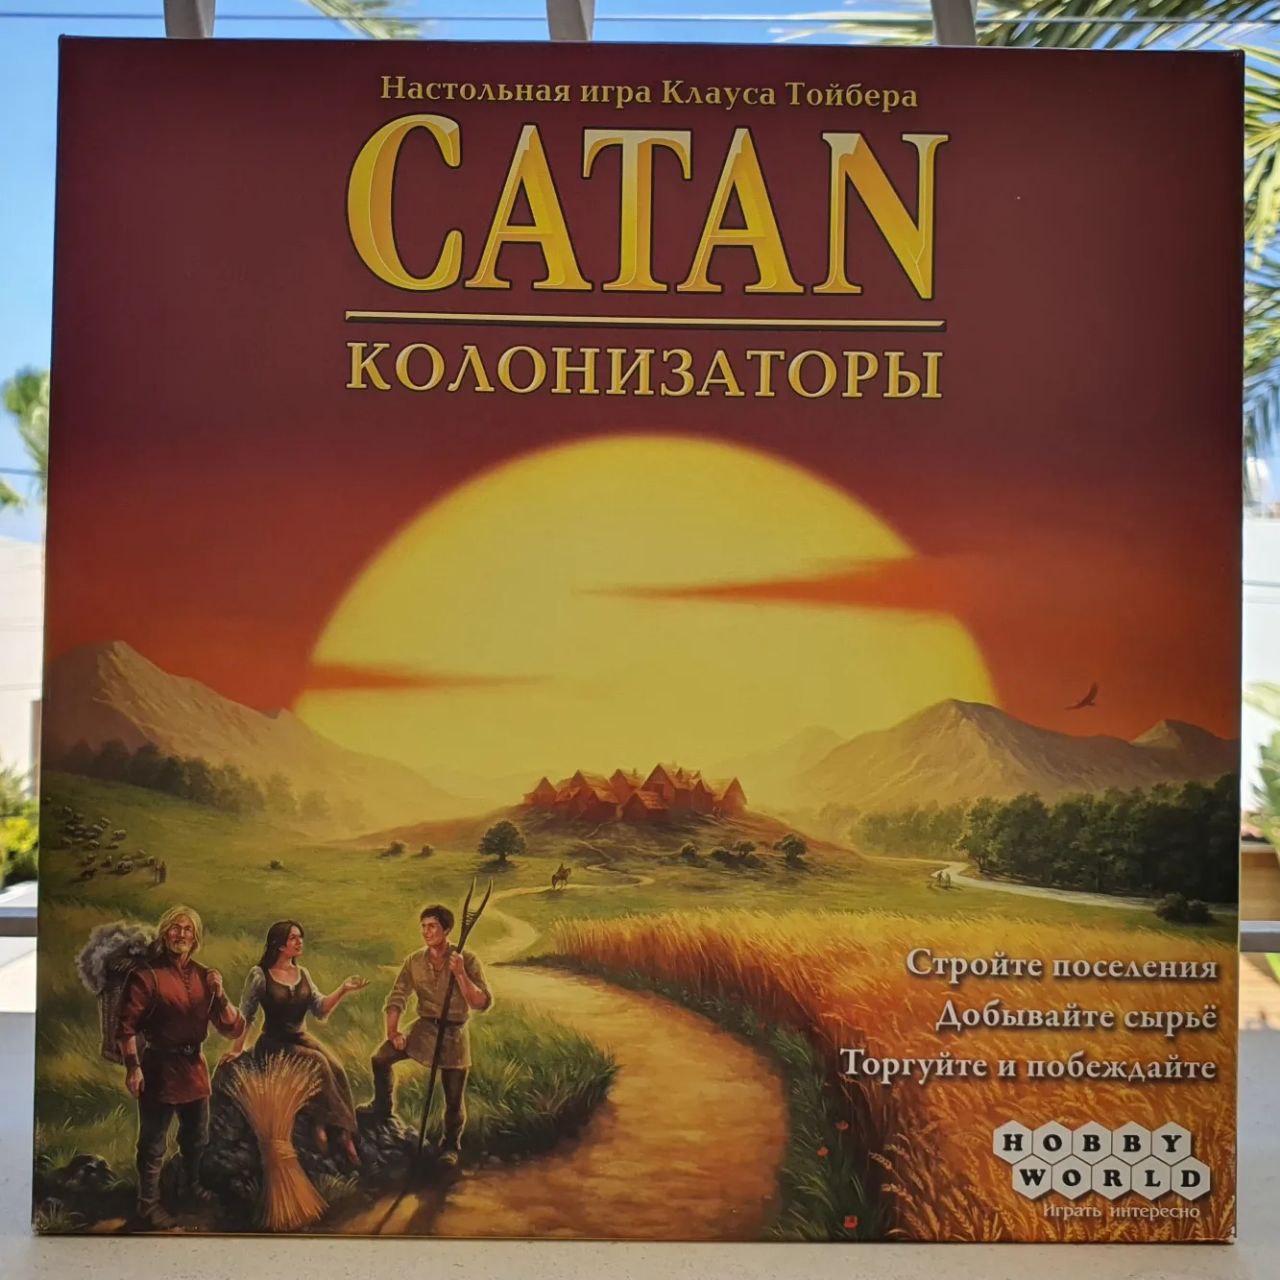 Настольная игра Клауса Тойбера
CATAN
КОЛОНИЗАТОРЫ
Стройте поселения
Добывайте сырьё
Торгуйте и побеждайте
HOBBY
WORLD
Играть интересно